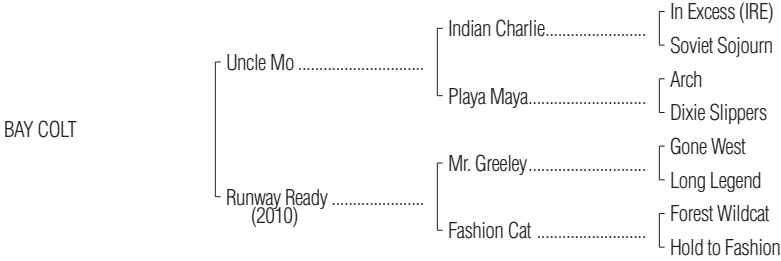 In Excess (IRE)
Indian Charlie.........................
Soviet Sojourn
Uncle Mo ..............................
Arch
Playa Maya.............................
Dixie Slippers
BAY COLT
Gone West
Mr. Greeley.............................
Long Legend
Runway Ready ......................
(2010)
Forest Wildcat
Fashion Cat ..........................
Hold to Fashion